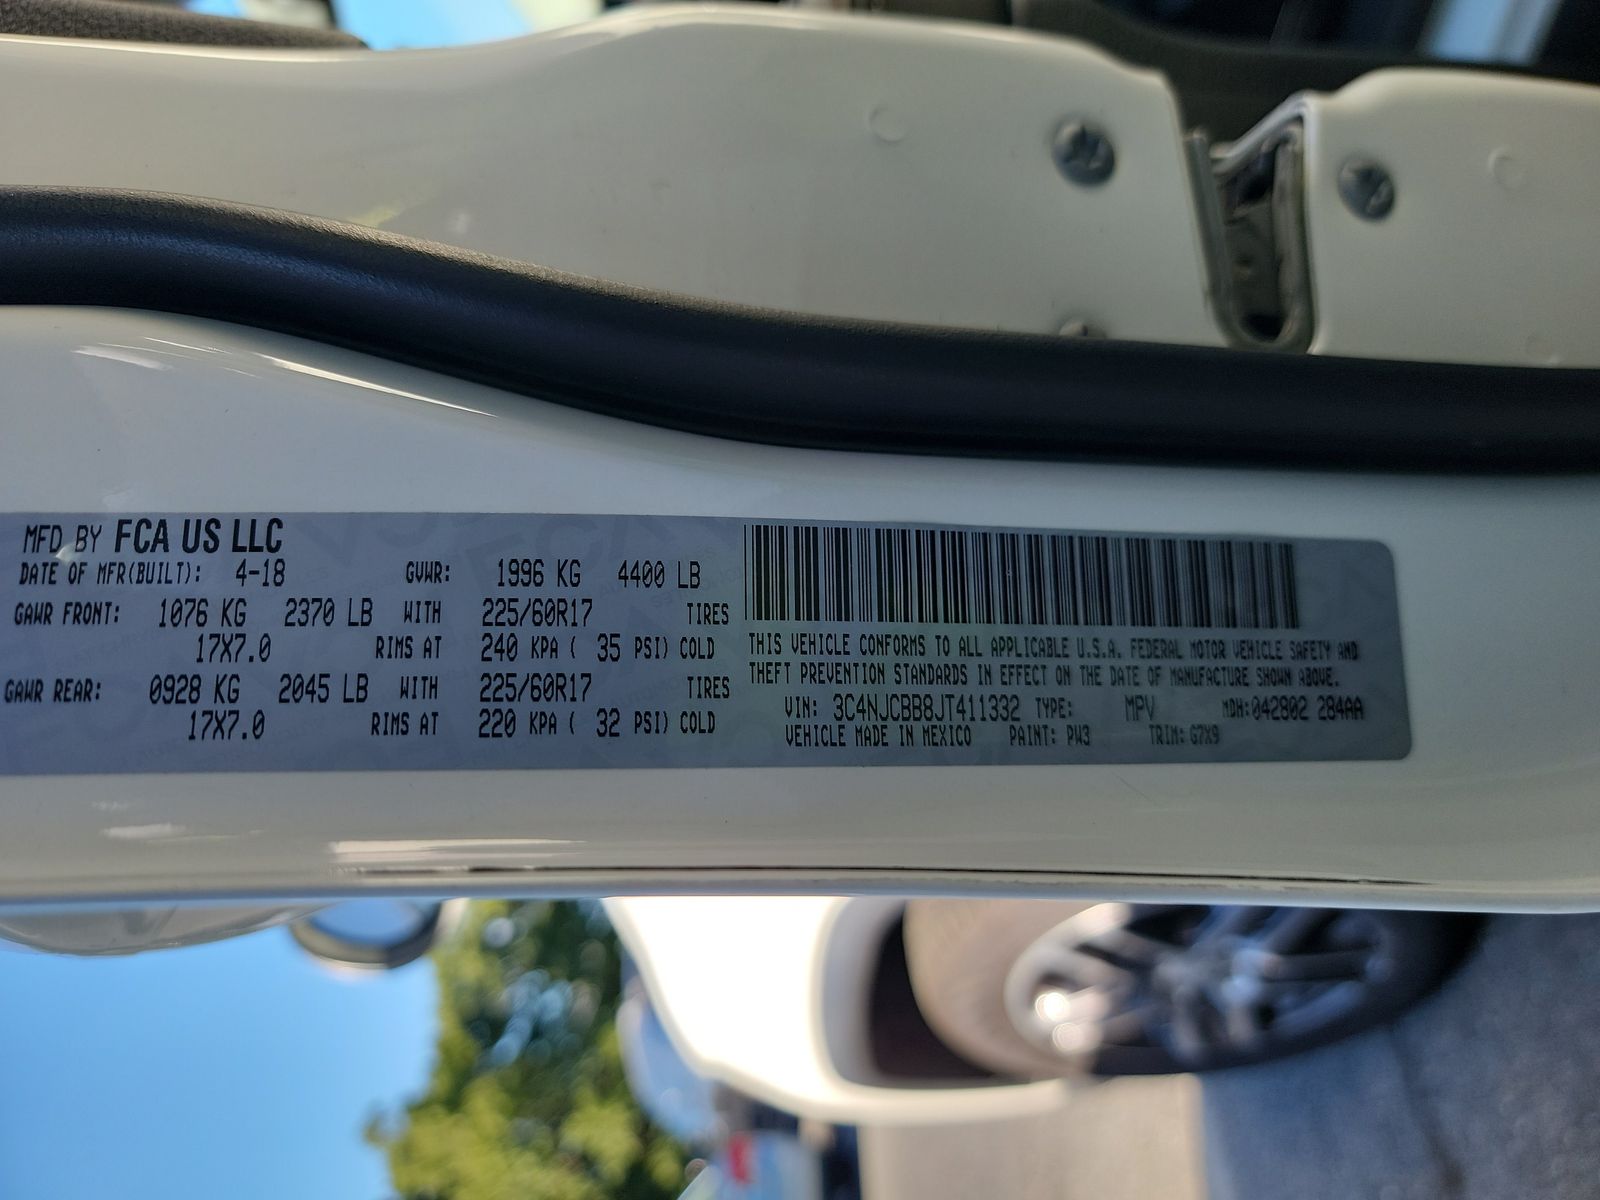 MFD BY FCA US LLC
DATE OF MFR(BUILT): 4-18 GVWR: 1996 KG 4400 LB
GAWR FRONT: 1076 KG 2370 LB WITH 225/60R17 TIRES
17X7.0 RIMS AT 240 KPA ( 35 PSI) COLD
GAWR REAR: 0928 KG 2045 LB WITH 225/60R17 TIRES
17X7.0 RIMS AT 220 KPA ( 32 PSI) COLD
THIS VEHICLE CONFORMS TO ALL APPLICABLE U.S.A. FEDERAL MOTOR VEHICLE SAFETY AND
THEFT PREVENTION STANDARDS IN EFFECT ON THE DATE OF MANUFACTURE SHOWN ABOVE.
VIN: 3C4NJCBB8JT411332 TYPE: MPV MDH:042802 284AA
VEHICLE MADE IN MEXICO PAINT: PW3 TRIM: G7X9